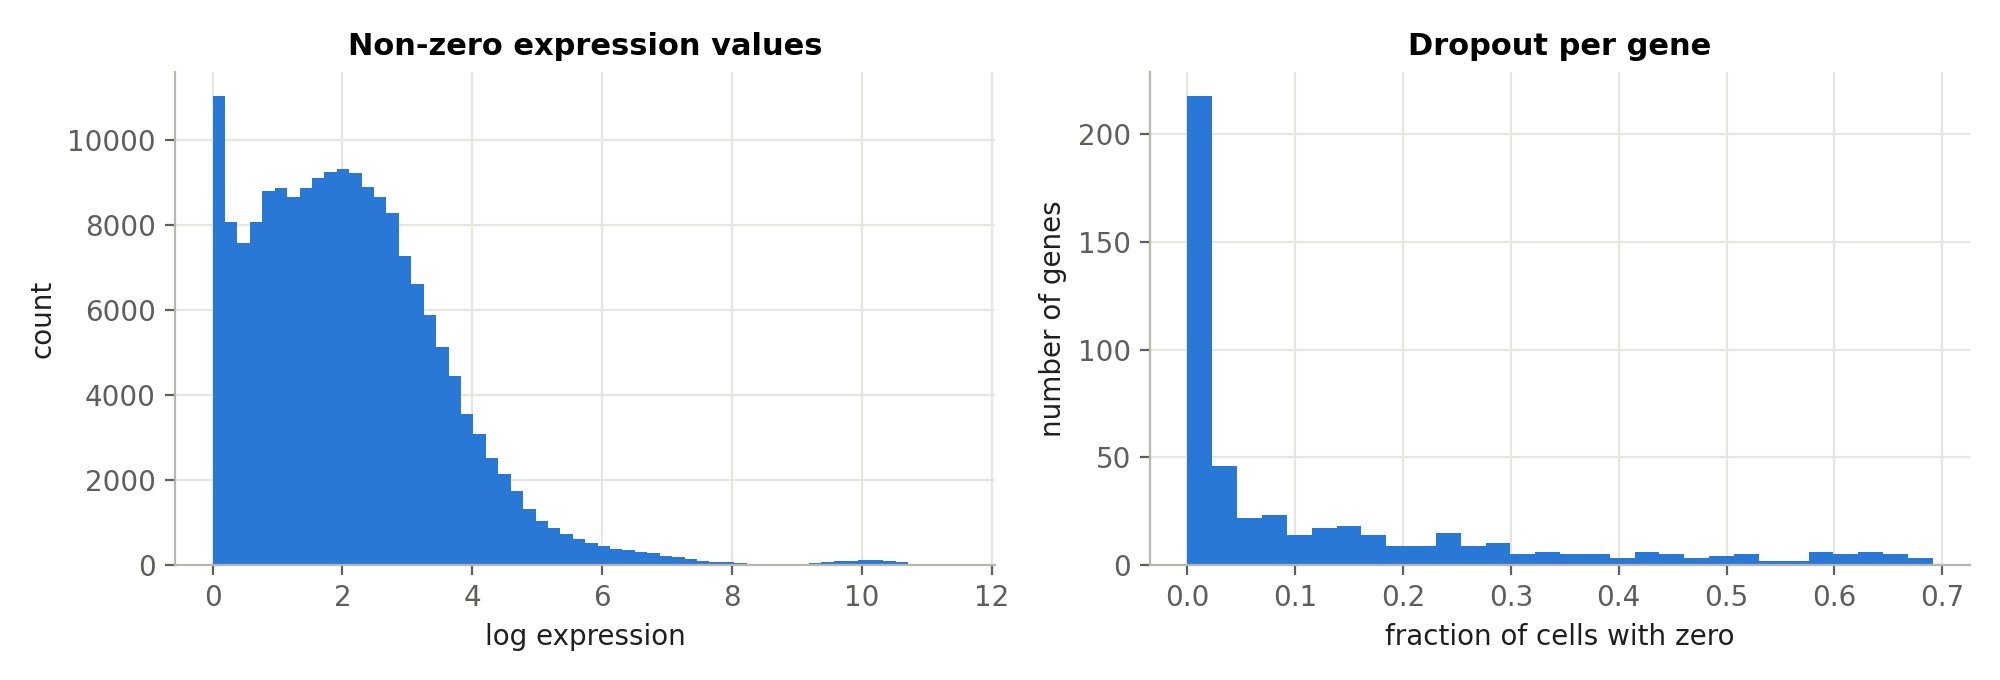 Non-zero expression values
count
10000
8000
6000
4000
2000
0
0 2 4 6 8 10 12
log expression
Dropout per gene
number of genes
200
150
100
50
0
0.0 0.1 0.2 0.3 0.4 0.5 0.6 0.7
fraction of cells with zero